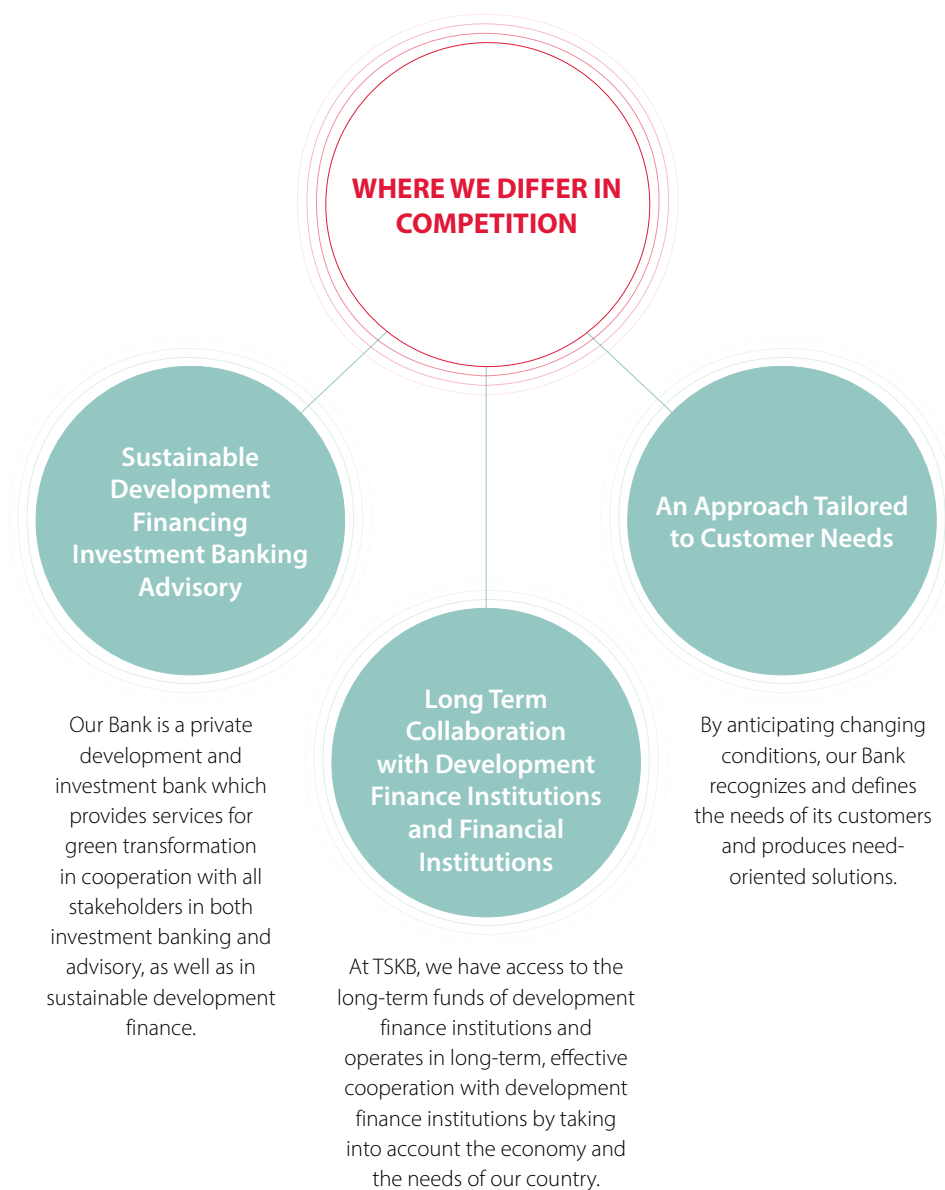 WHERE WE DIFFER IN
COMPETITION
Sustainable
Development
Financing
Investment Banking
Advisory
Our Bank is a private
development and
investment bank which
provides services for
green transformation
in cooperation with all
stakeholders in both
investment banking and
advisory, as well as in
sustainable development
finance.
Long Term
Collaboration
with Development
Finance Institutions
and Financial
Institutions
At TSKB, we have access to the
long-term funds of development
finance institutions and
operates in long-term, effective
cooperation with development
finance institutions by taking
into account the economy and
the needs of our country.
An Approach Tailored
to Customer Needs
By anticipating changing
conditions, our Bank
recognizes and defines
the needs of its customers
and produces need-
oriented solutions.